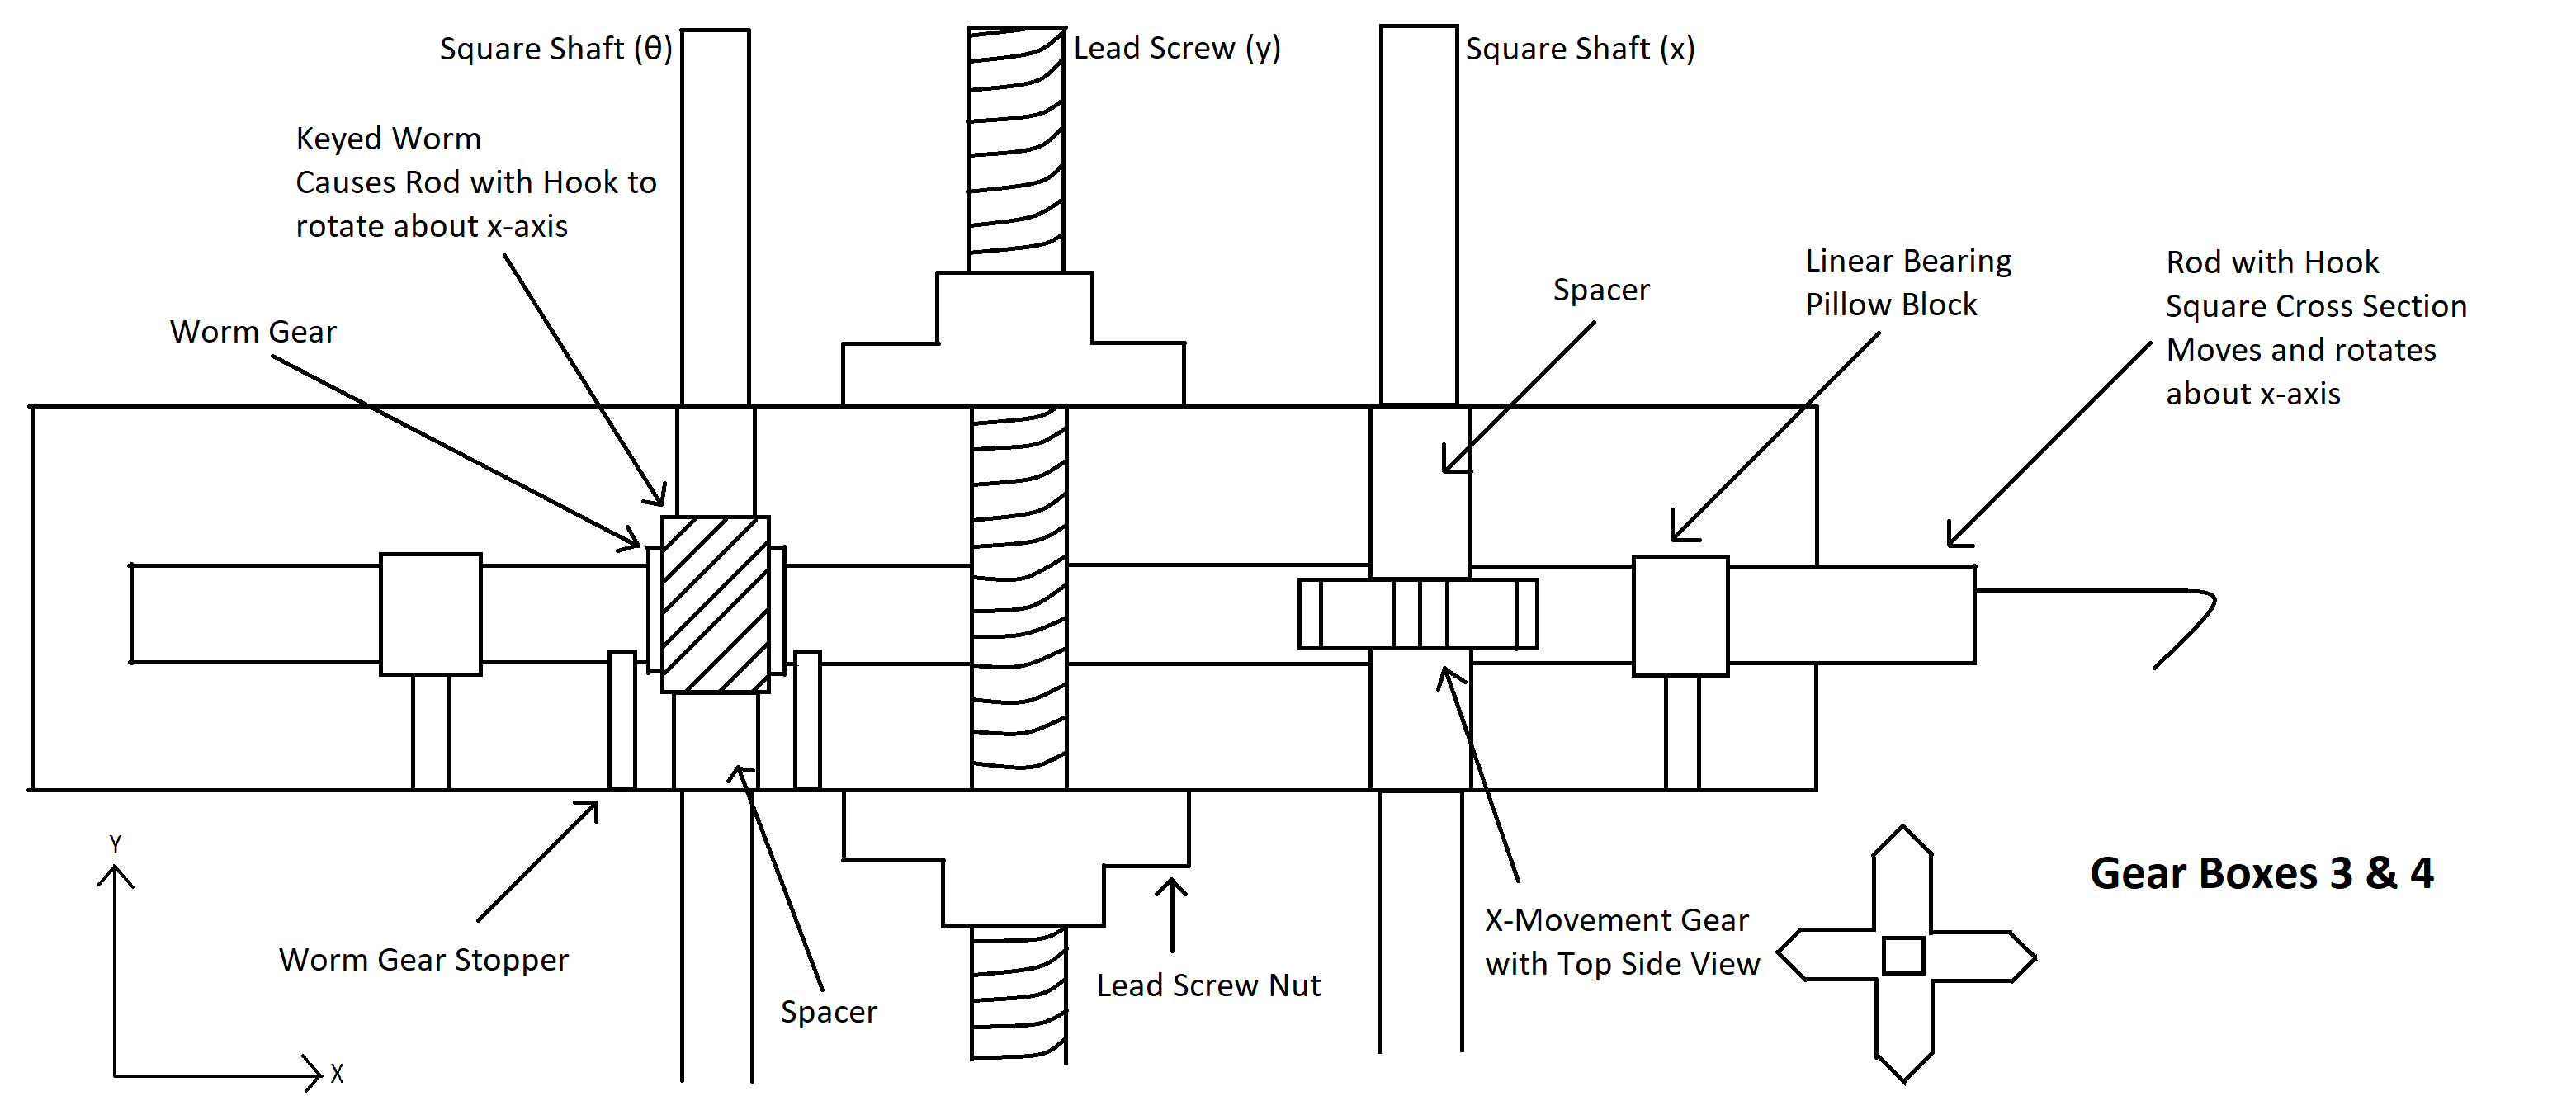 Square Shaft (θ)
Lead Screw (y)
Square Shaft (x)
Keyed Worm
Causes Rod with Hook to
rotate about x-axis
Worm Gear
Spacer
Linear Bearing
Pillow Block
Rod with Hook
Square Cross Section
Moves and rotates
about x-axis
Y
X
Worm Gear Stopper
Spacer
Lead Screw Nut
X-Movement Gear
with Top Side View
Gear Boxes 3 & 4